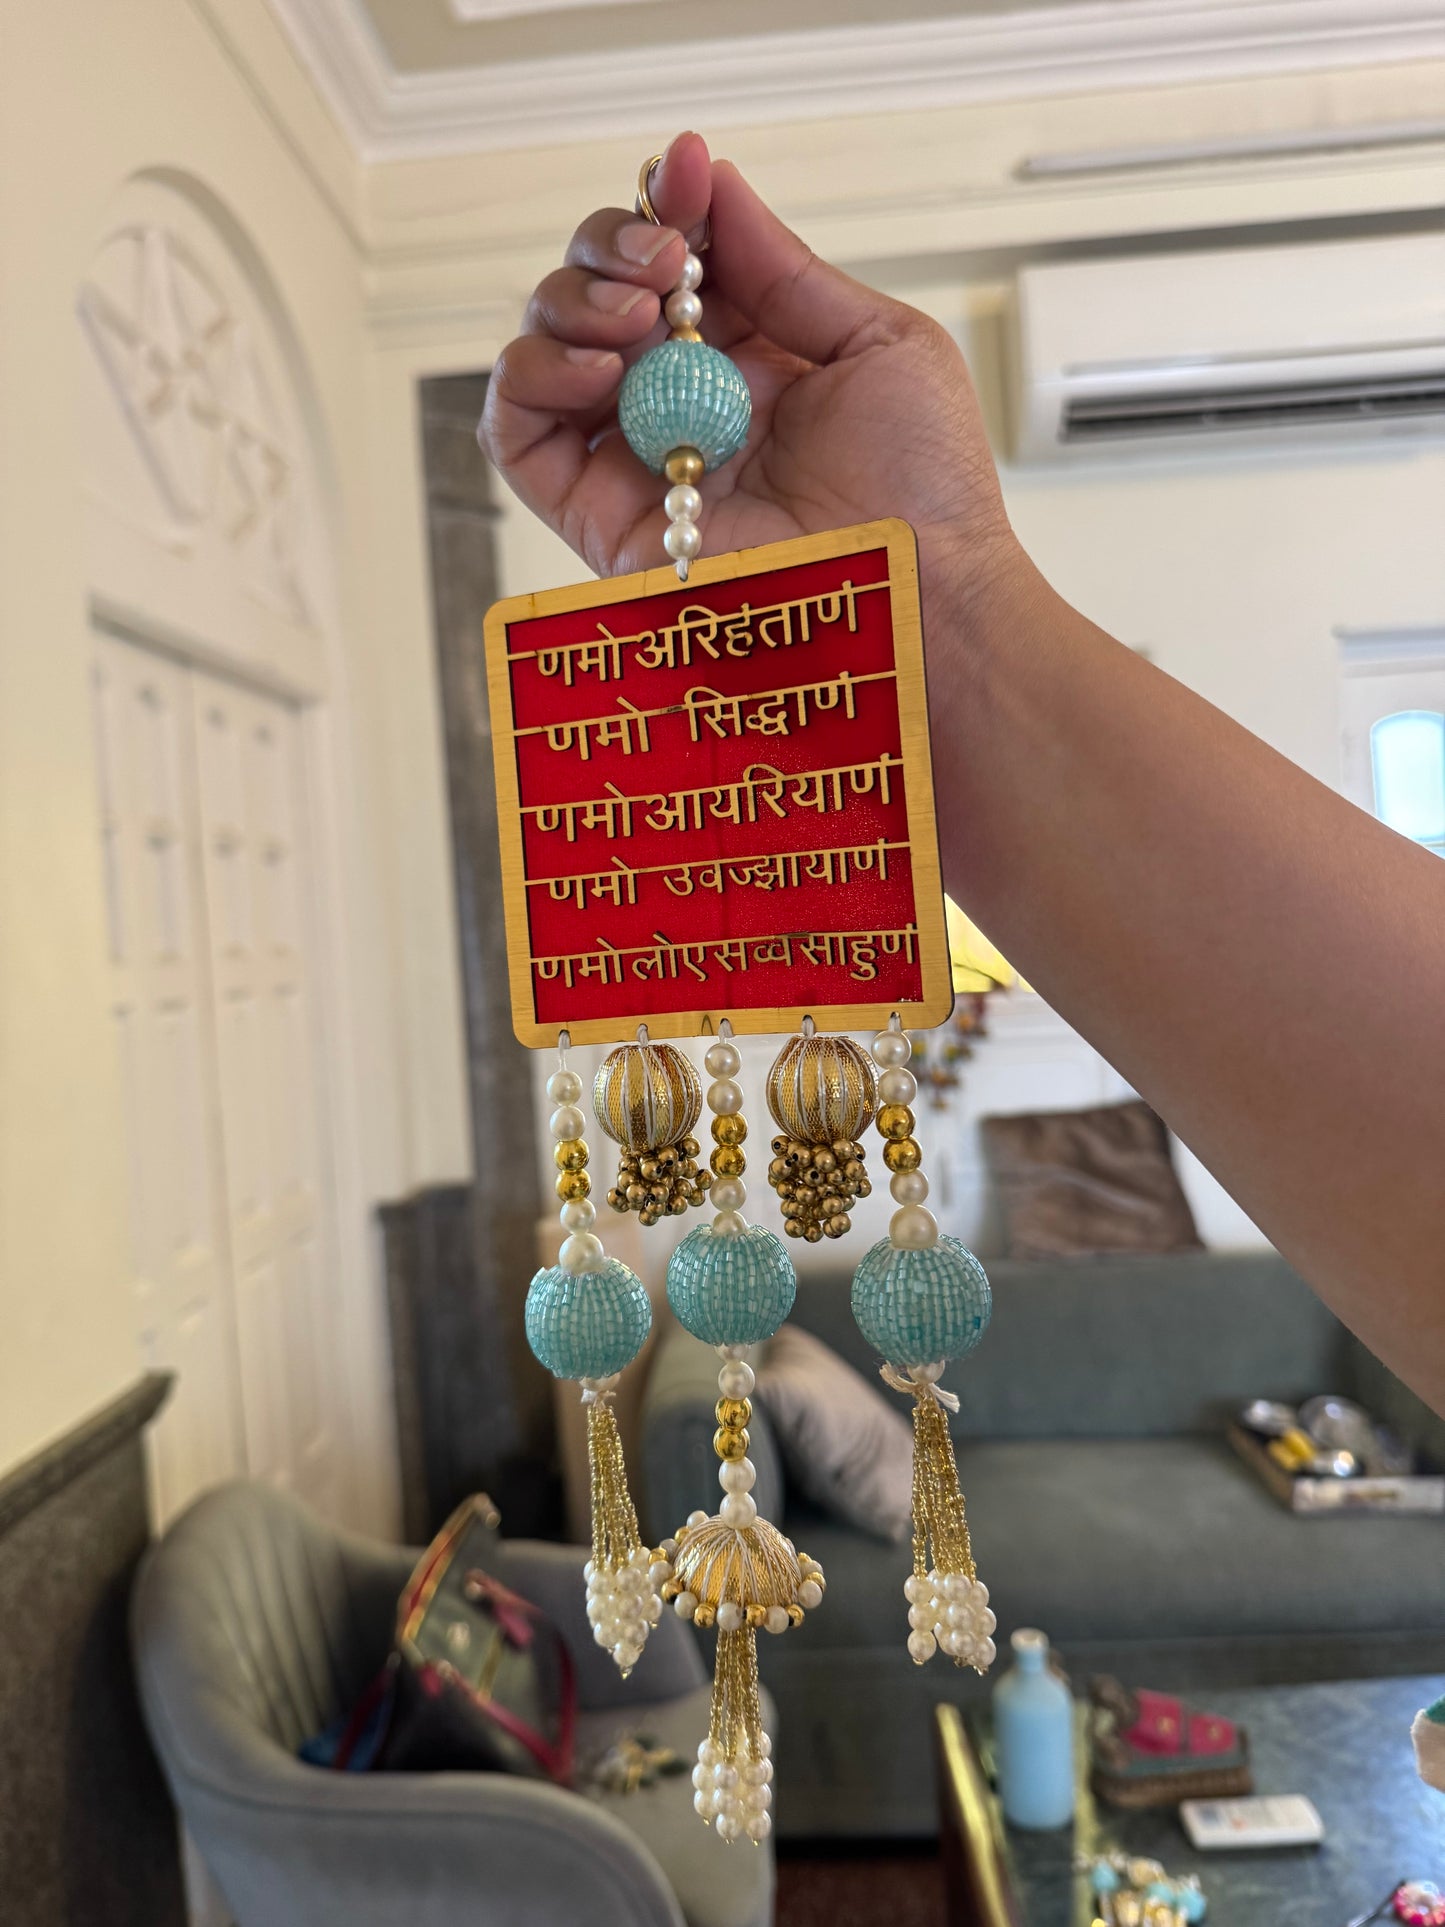 णमो अरिहंताणं
णमो सिद्धाणं
णमो आयरियाणं
णमो उवज्झायाणं
णमो लोए सव्व साहुणं